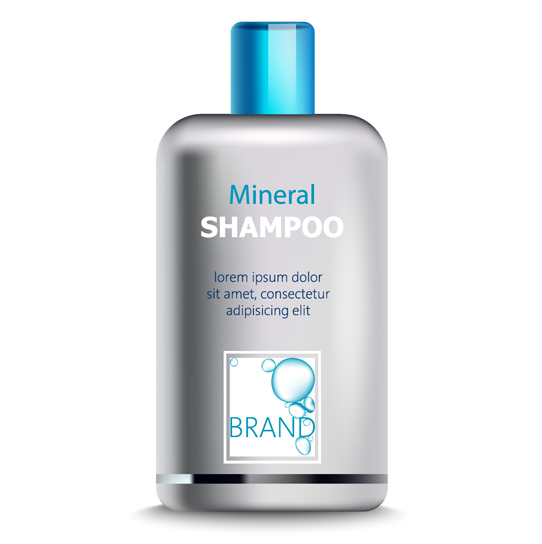 Mineral
SHAMPOO
lorem ipsum dolor
sit amet, consectetur
adipisicing elit
BRAND